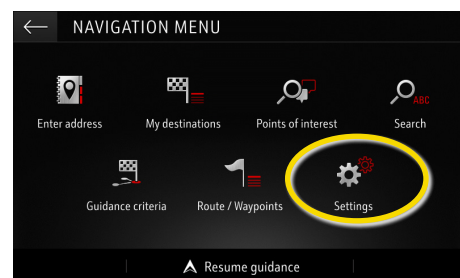 NAVIGATION MENU
Enter address
My destinations
Points of interest
ABC
Search
Guidance criteria
Route / Waypoints
Settings
Resume guidance